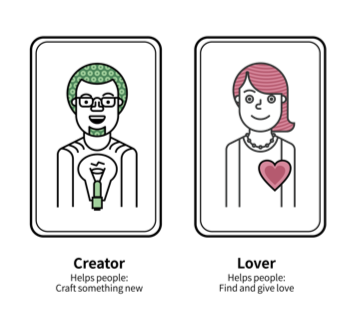 Creator
Helps people:
Craft something new
Lover
Helps people:
Find and give love